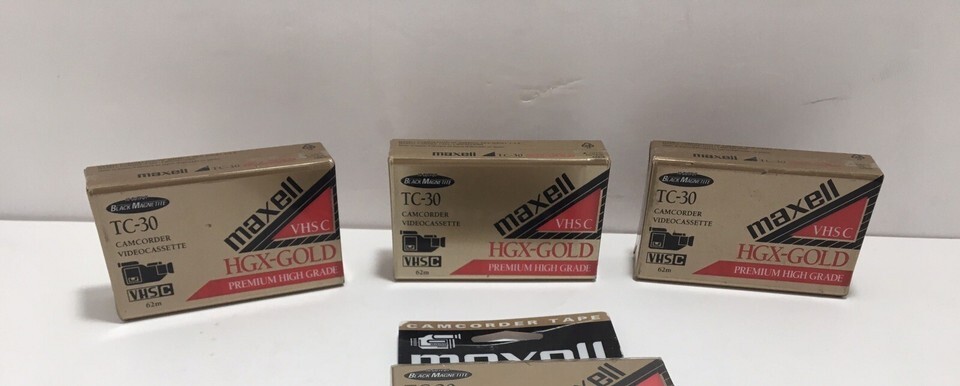 maxell TC-30
BLACK MAGNETITE
TC-30
CAMCORDER
VIDEOCASSETTE
maxell
VHS C
HGX-GOLD
PREMIUM HIGH GRADE
VHS C
62m
maxell TC-30
BLACK MAGNETITE
TC-30
CAMCORDER
VIDEOCASSETTE
maxell
VHS C
HGX-GOLD
PREMIUM HIGH GRADE
VHS C
62m
maxell TC-30
BLACK MAGNETITE
TC-30
CAMCORDER
VIDEOCASSETTE
maxell
VHS C
HGX-GOLD
PREMIUM HIGH GRADE
VHS C
62m
CAMCORDER TAPE
maxell
BLACK MAGNETITE
TC-30
maxell